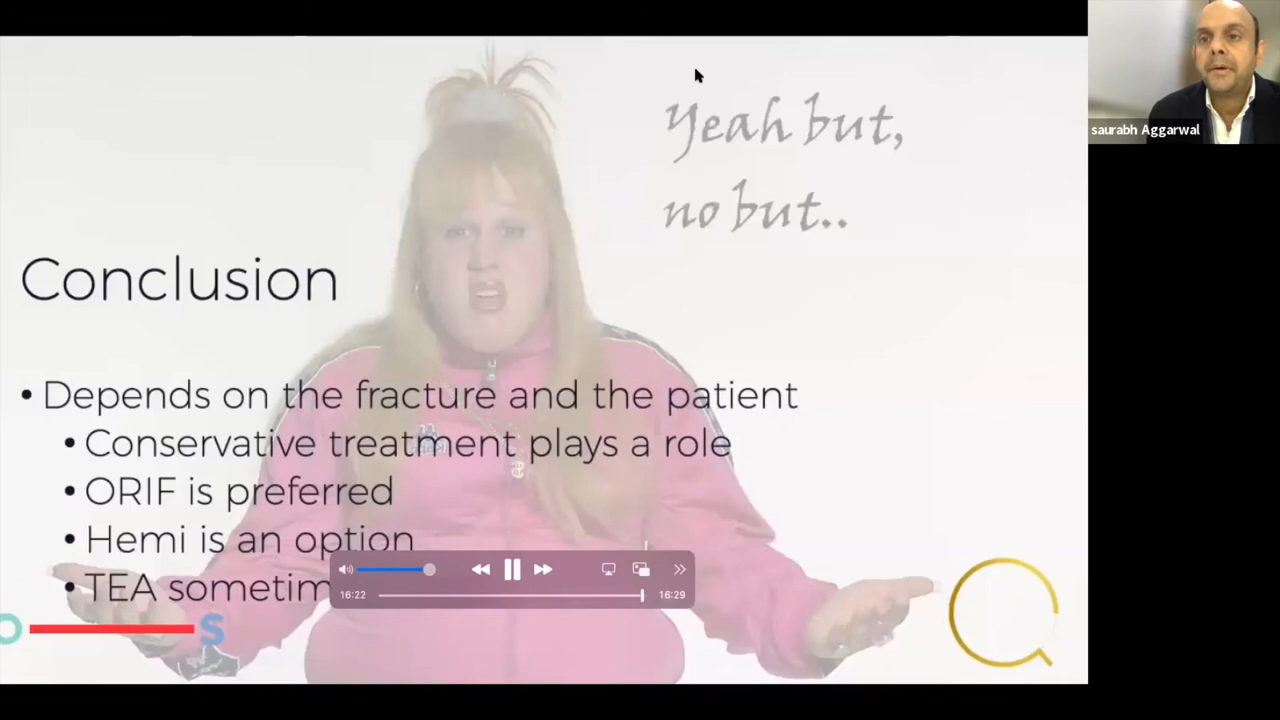 Yeah but,
no but..
saurabh Aggarwal
Conclusion
• Depends on the fracture and the patient
• Conservative treatment plays a role
• ORIF is preferred
• Hemi is an option
• TEA sometim
16:22
16:29
O S